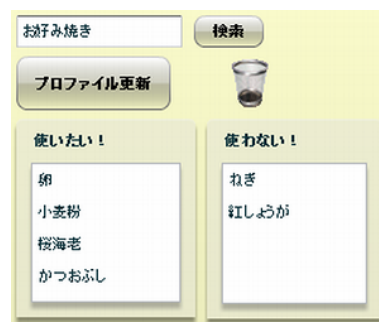 お好み焼き
検索
プロファイル更新
使いたい！
卵
小麦粉
桜海老
かつおぶし
使わない！
ねぎ
紅しょうが